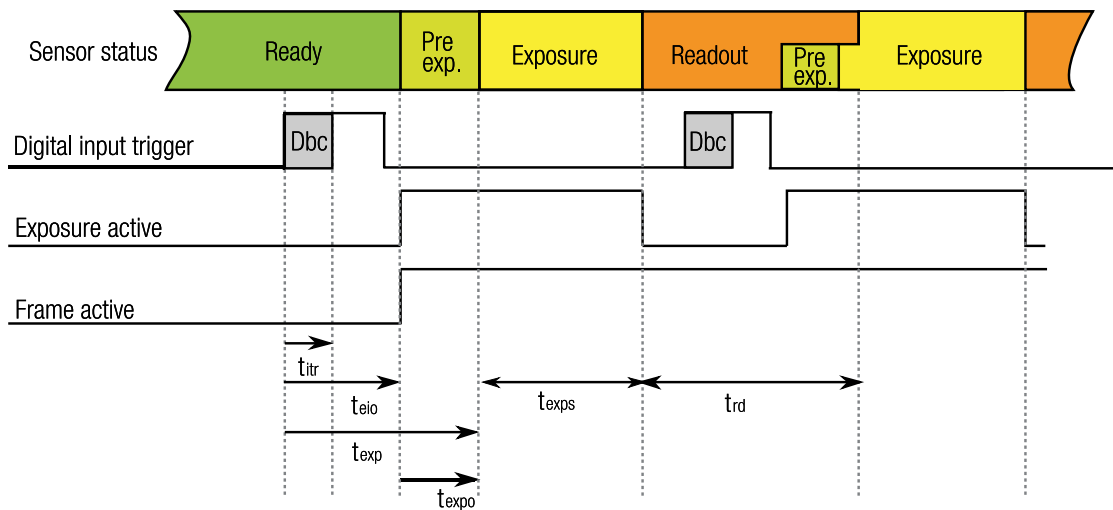 Sensor status
Ready
Pre
exp.
Exposure
Readout
Pre
exp.
Exposure
Digital input trigger
Dbc
Dbc
Exposure active
Frame active
titr
teio
texps
trd
texp
texpo